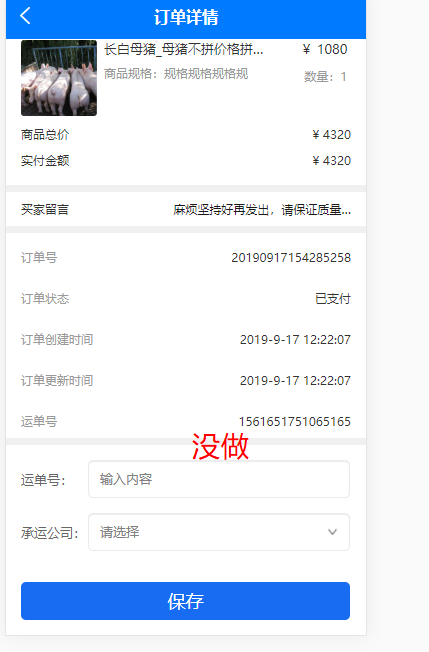 订单详情
长白母猪_母猪不拼价格拼...
¥ 1080
商品规格：规格规格规格规
数量：1
商品总价 ¥ 4320
实付金额 ¥ 4320
买家留言 麻烦坚持好再发出，请保证质量...
订单号 20190917154285258
订单状态 已支付
订单创建时间 2019-9-17 12:22:07
订单更新时间 2019-9-17 12:22:07
运单号 1561651751065165
没做
运单号： 输入内容
承运公司： 请选择
保存